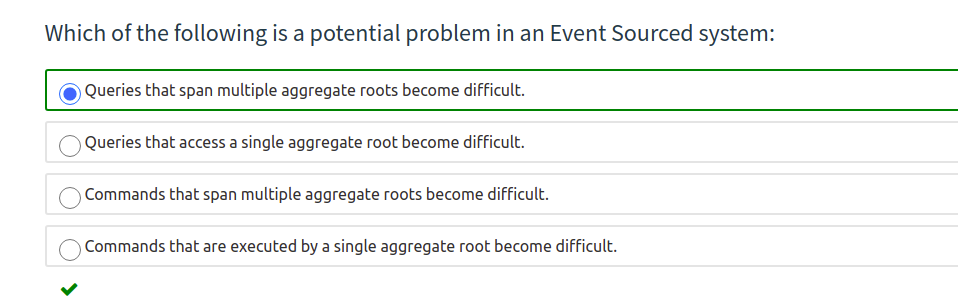 Which of the following is a potential problem in an Event Sourced system:
Queries that span multiple aggregate roots become difficult.
Queries that access a single aggregate root become difficult.
Commands that span multiple aggregate roots become difficult.
Commands that are executed by a single aggregate root become difficult.